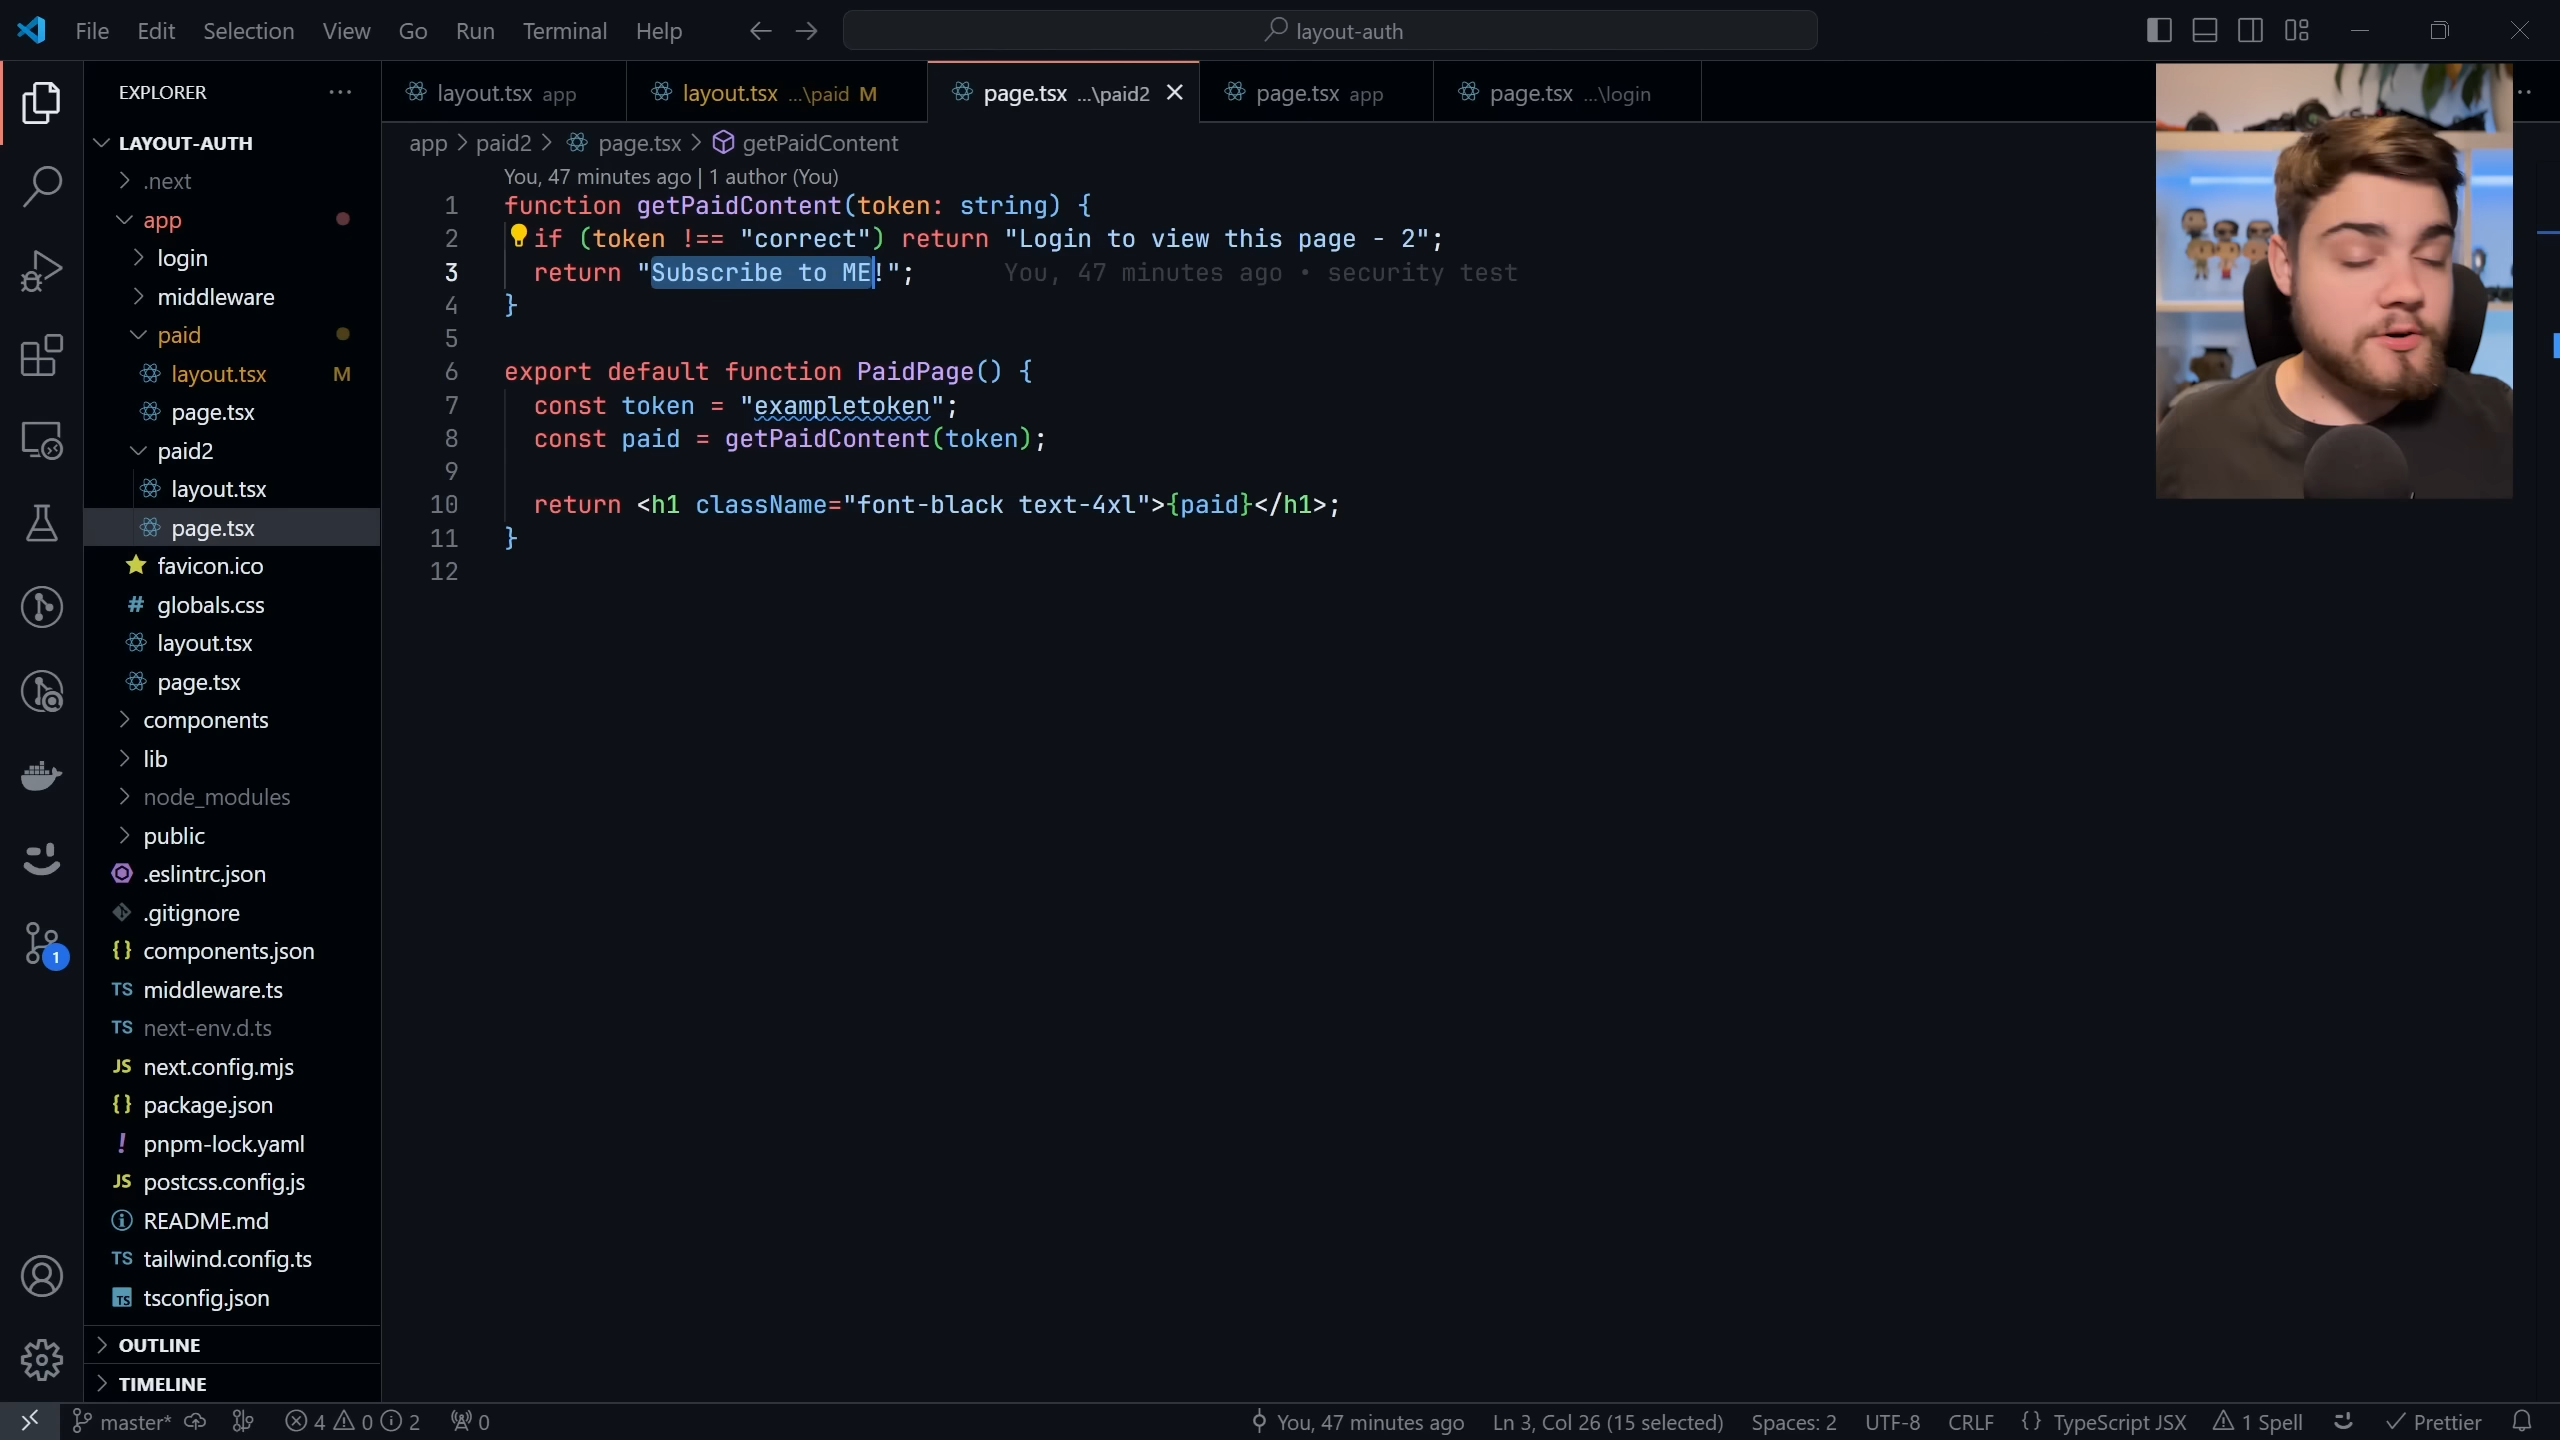 File Edit Selection View Go Run Terminal Help
layout-auth
EXPLORER
LAYOUT-AUTH
.next
app
login
middleware
paid
layout.tsx M
page.tsx
paid2
layout.tsx
page.tsx
favicon.ico
globals.css
layout.tsx
page.tsx
components
lib
node_modules
public
.eslintrc.json
.gitignore
components.json
TS middleware.ts
TS next-env.d.ts
JS next.config.mjs
package.json
pnpm-lock.yaml
JS postcss.config.js
README.md
TS tailwind.config.ts
TS tsconfig.json
OUTLINE
TIMELINE
layout.tsx app
layout.tsx ...\paid M
page.tsx ...\paid2
page.tsx app
page.tsx ...\login
app > paid2 > page.tsx > getPaidContent
You, 47 minutes ago | 1 author (You)
1 function getPaidContent(token: string) {
2 if (token !== "correct") return "Login to view this page - 2";
3 return "Subscribe to ME!"; You, 47 minutes ago • security test
4 }
5
6 export default function PaidPage() {
7 const token = "exampletoken";
8 const paid = getPaidContent(token);
9
10 return <h1 className="font-black text-4xl">{paid}</h1>;
11 }
12
1
master* 4 0 2 0
You, 47 minutes ago Ln 3, Col 26 (15 selected) Spaces: 2 UTF-8 CRLF {} TypeScript JSX 1 Spell Prettier